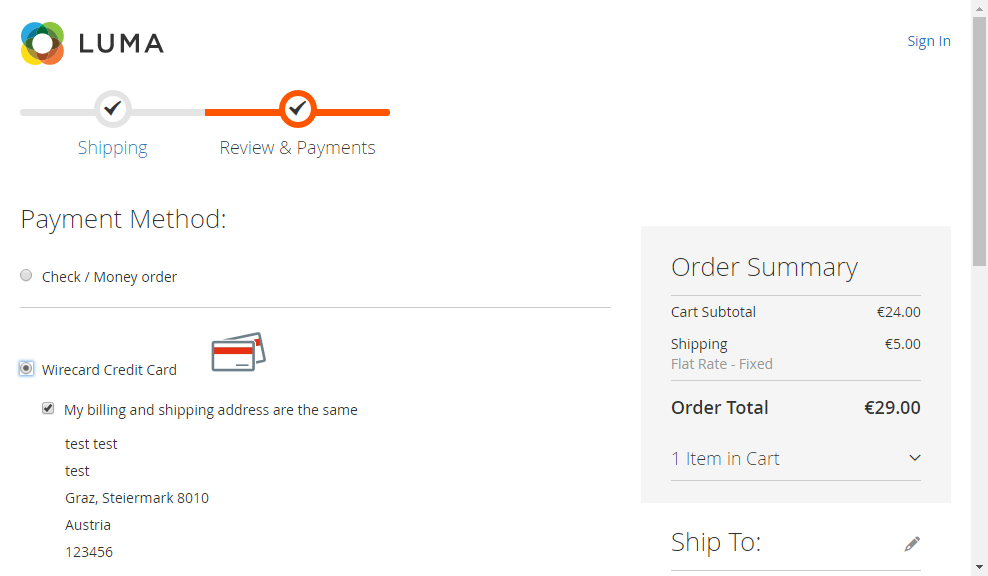 LUMA
Sign In
Shipping
Review & Payments
Payment Method:
Check / Money order
Wirecard Credit Card
My billing and shipping address are the same
test test
test
Graz, Steiermark 8010
Austria
123456
Order Summary
Cart Subtotal €24.00
Shipping €5.00
Flat Rate - Fixed
Order Total €29.00
1 Item in Cart
Ship To: